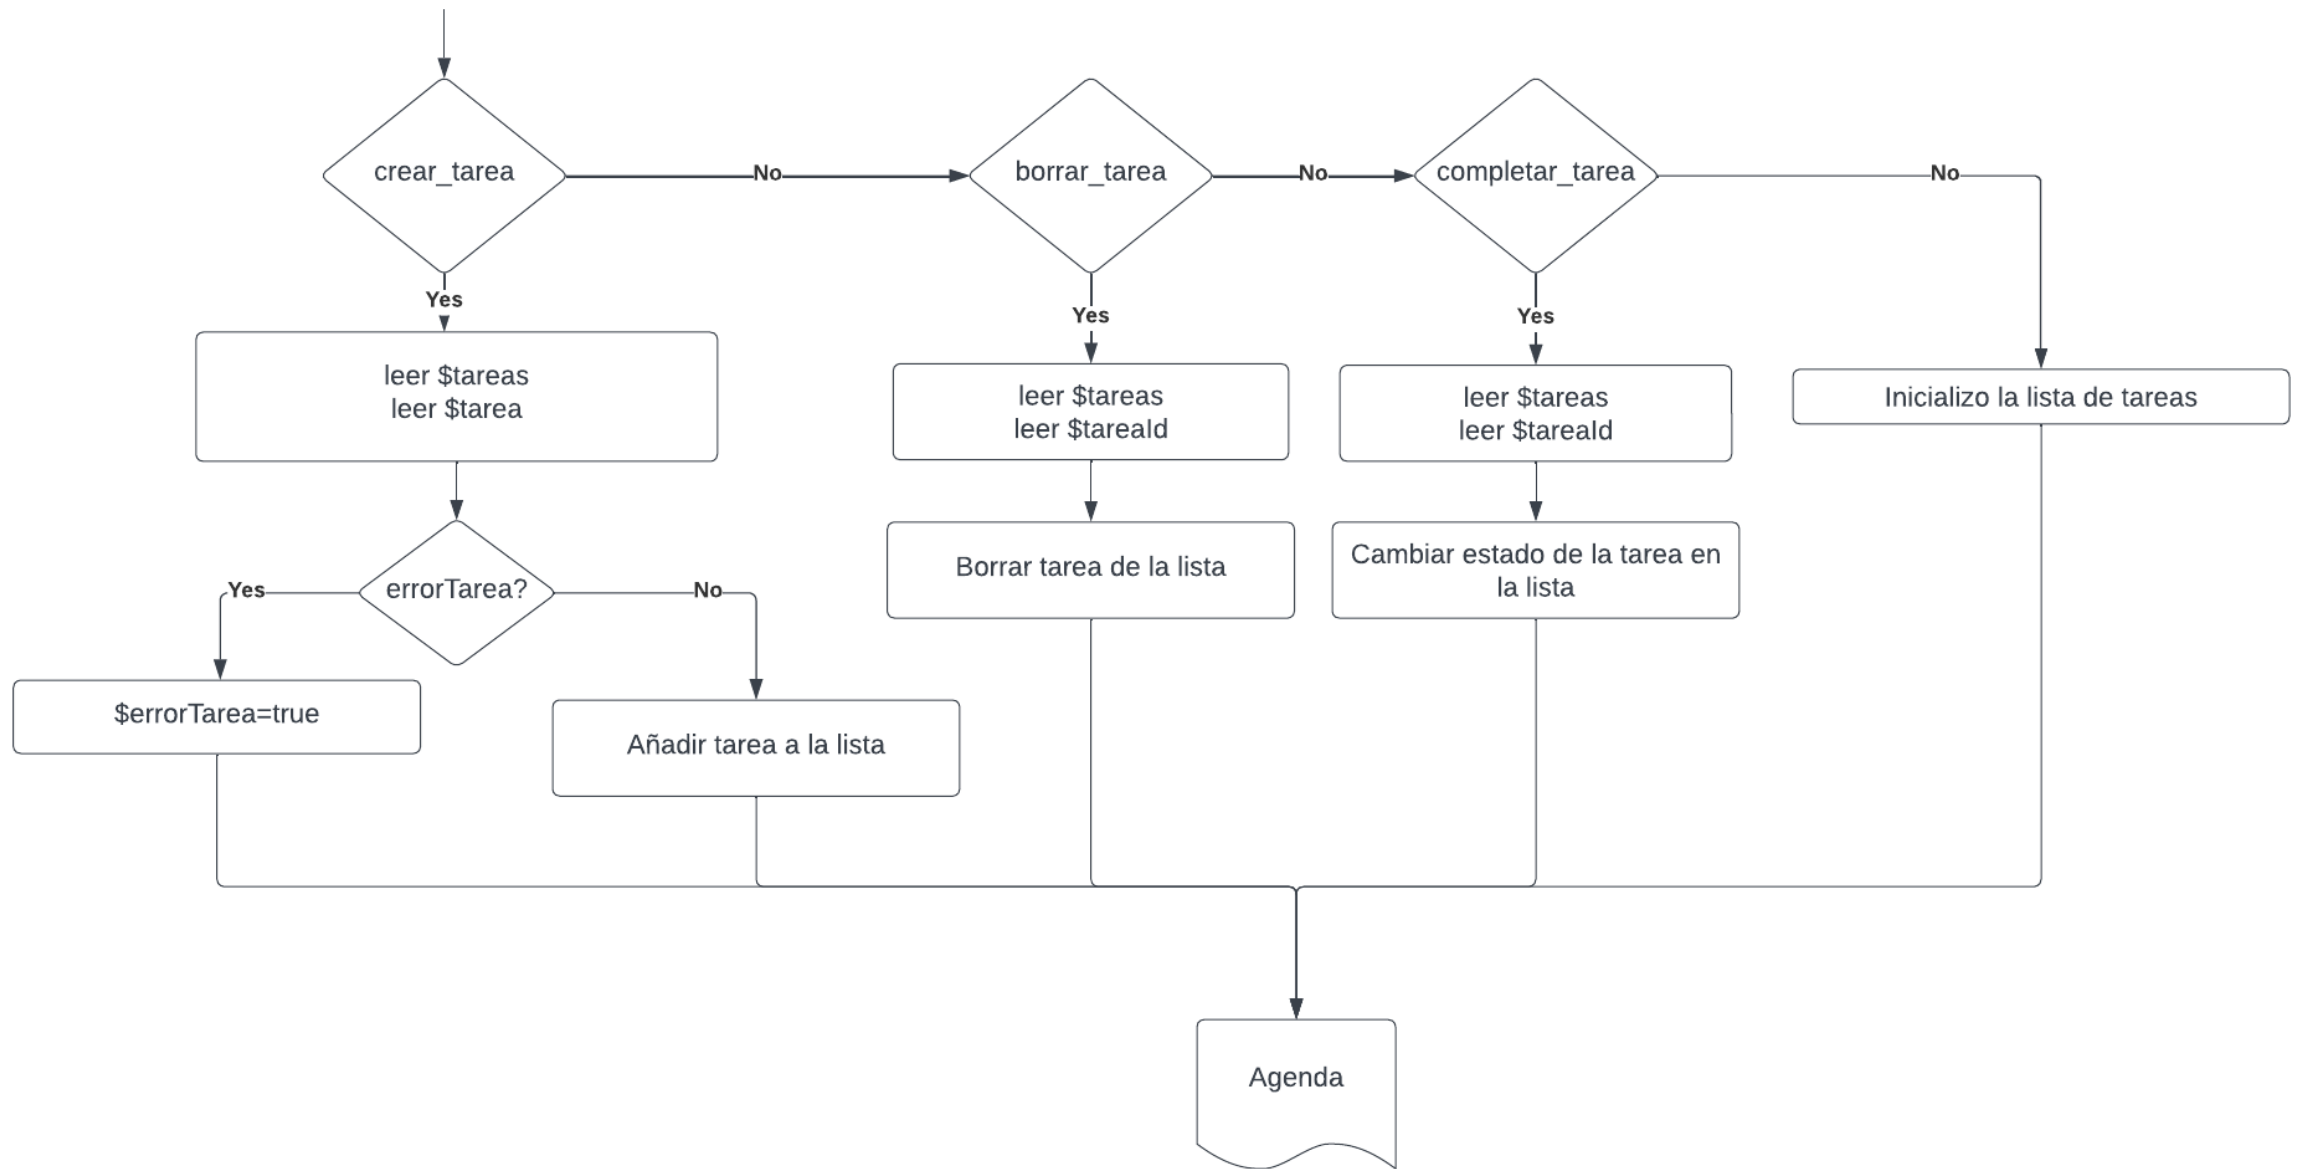 crear_tarea
No
borrar_tarea
No
completar_tarea
No
Yes
Yes
Yes
leer $tareas
leer $tarea
leer $tareas
leer $tareaId
leer $tareas
leer $tareaId
Inicializo la lista de tareas
errorTarea?
Yes
No
Borrar tarea de la lista
Cambiar estado de la tarea en
la lista
$errorTarea=true
Añadir tarea a la lista
Agenda